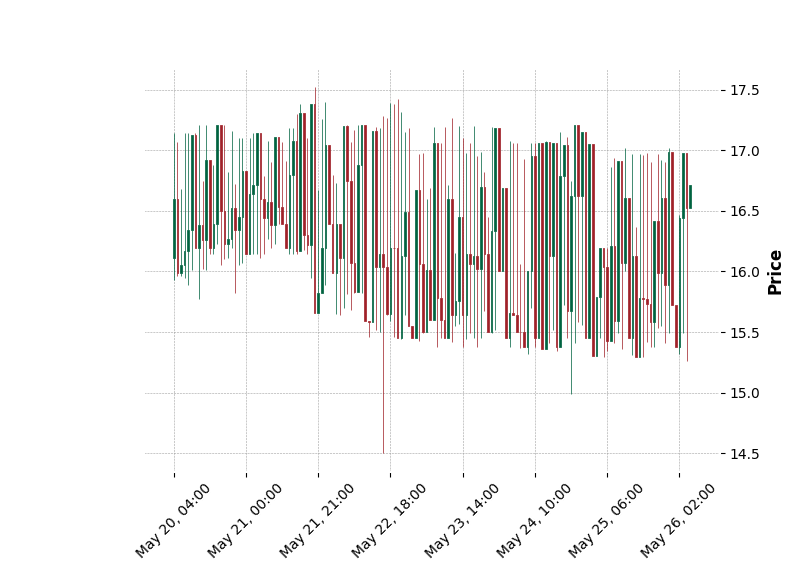 17.5
17.0
16.5
16.0
15.5
15.0
14.5
Price
May 20, 04:00
May 21, 00:00
May 21, 21:00
May 22, 18:00
May 23, 14:00
May 24, 10:00
May 25, 06:00
May 26, 02:00